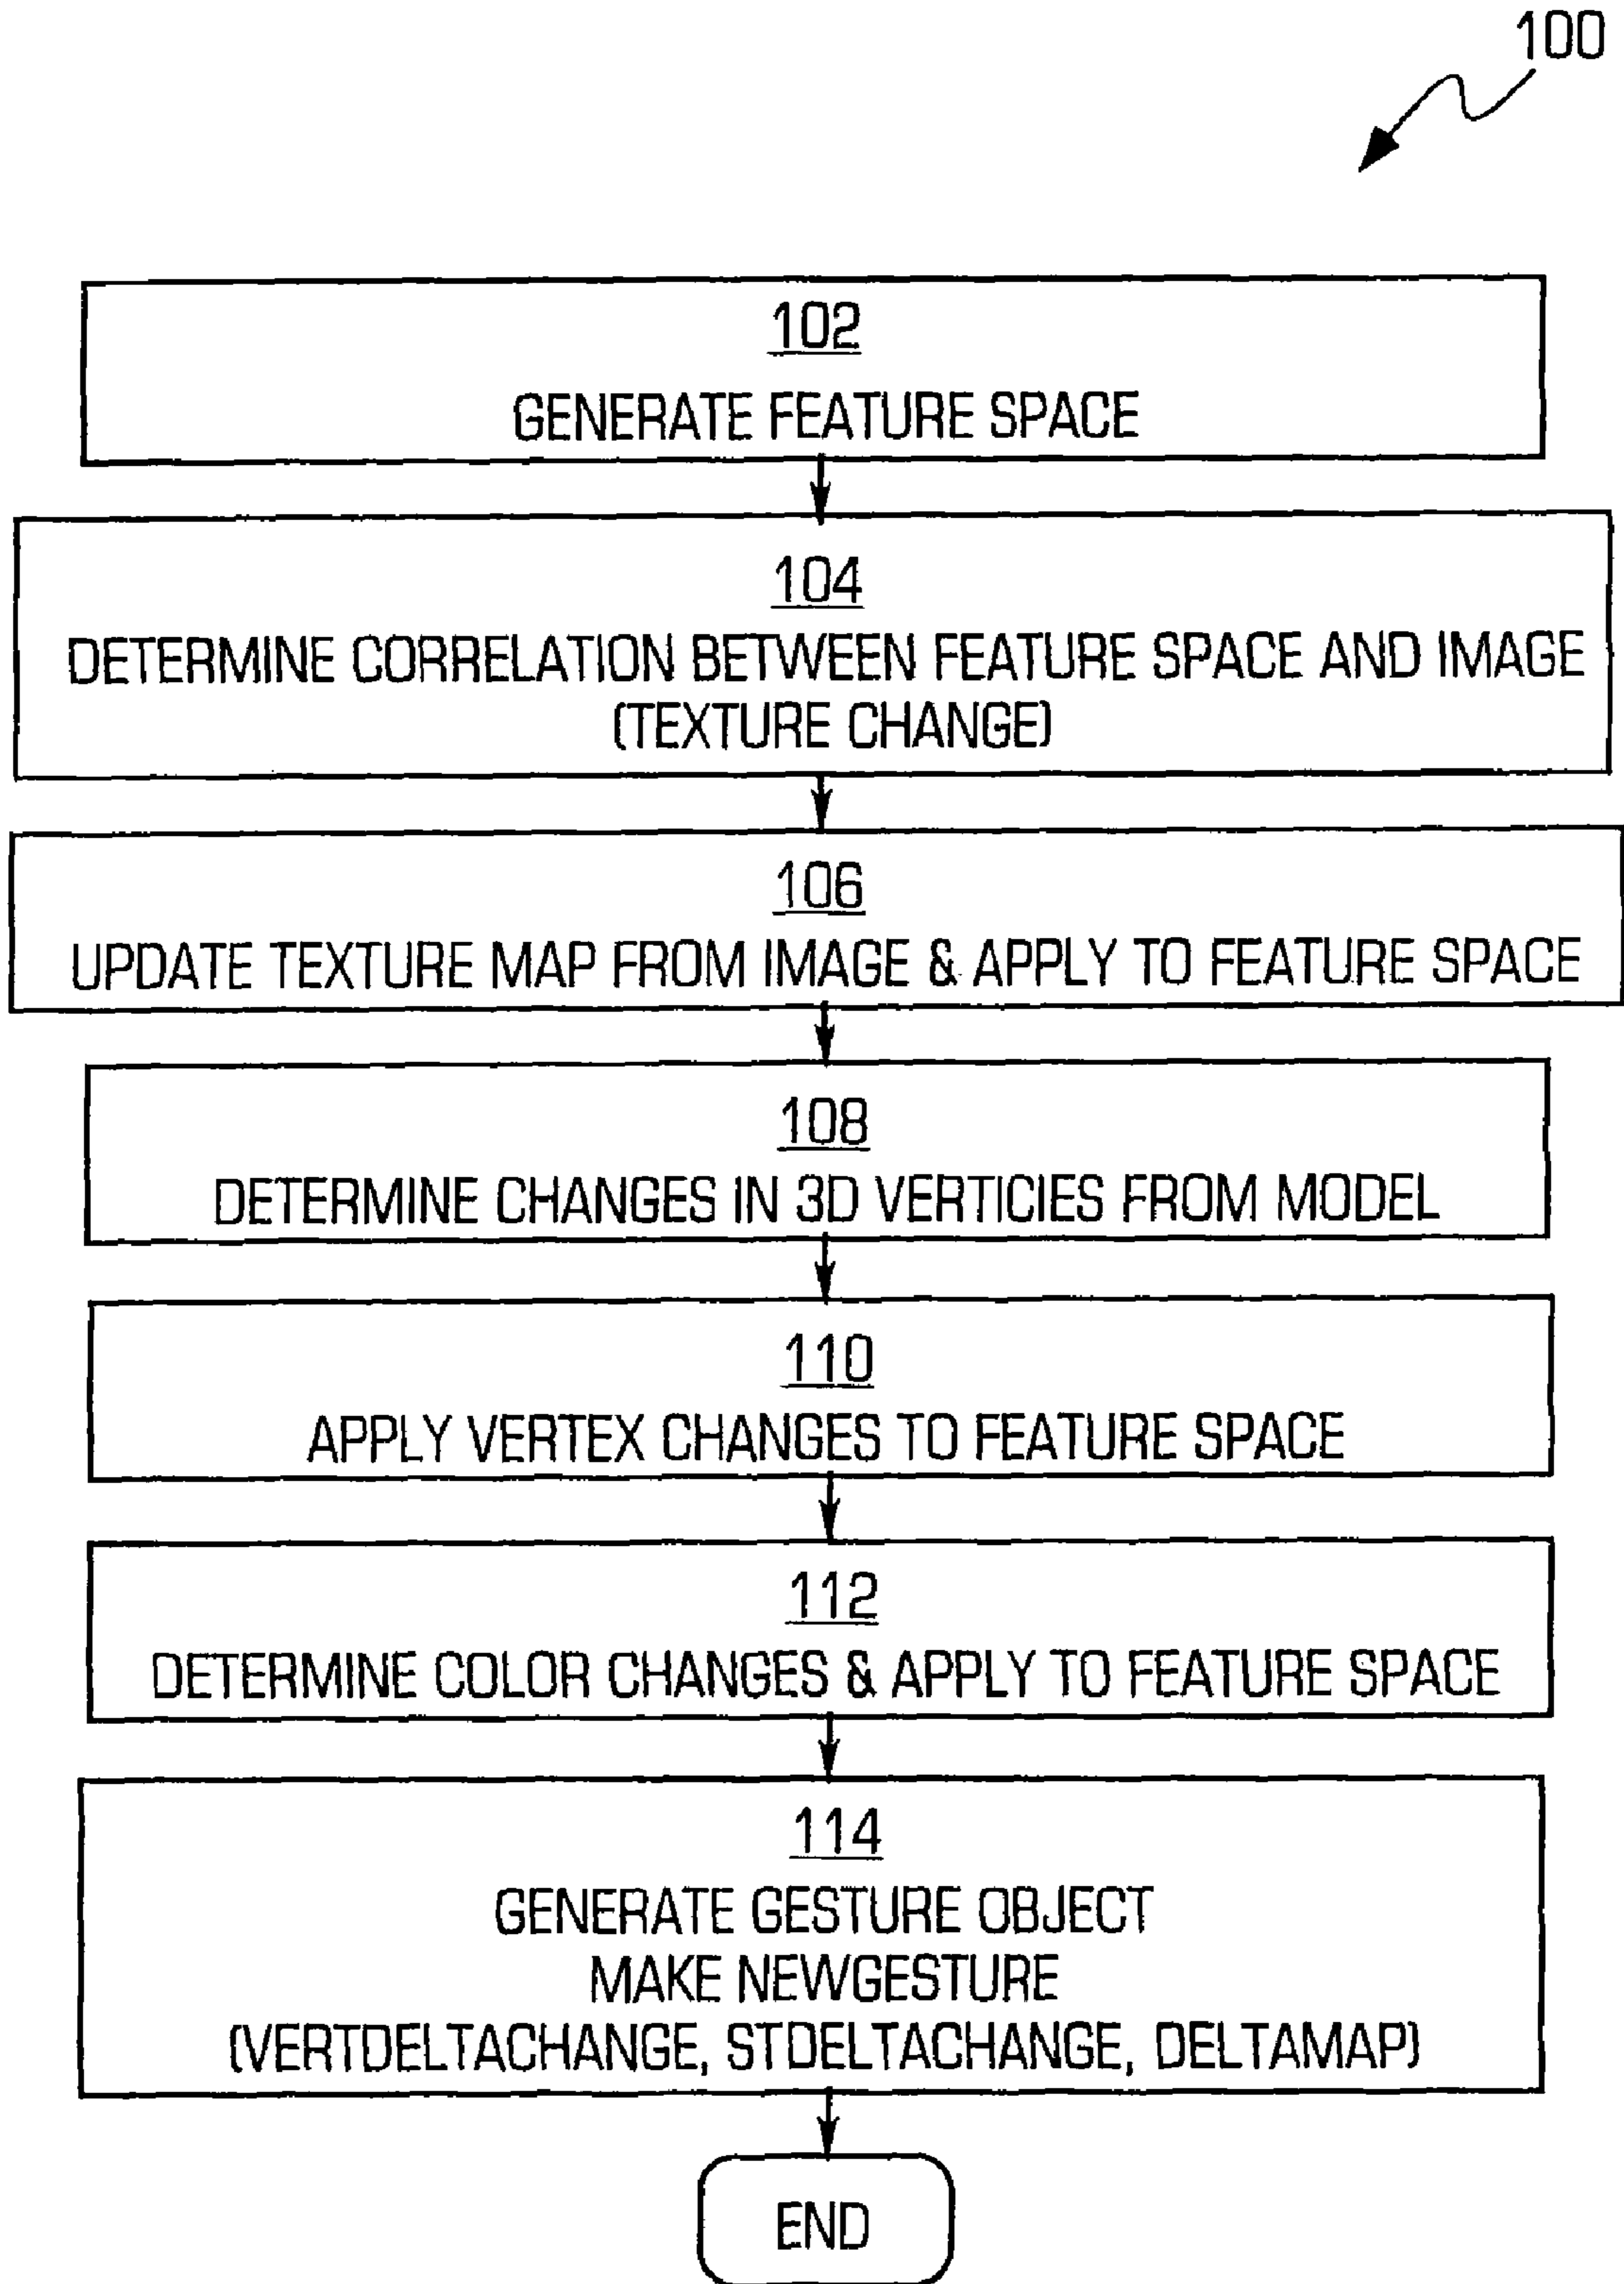 100
102
GENERATE FEATURE SPACE
104
DETERMINE CORRELATION BETWEEN FEATURE SPACE AND IMAGE
(TEXTURE CHANGE)
106
UPDATE TEXTURE MAP FROM IMAGE & APPLY TO FEATURE SPACE
108
DETERMINE CHANGES IN 3D VERTICIES FROM MODEL
110
APPLY VERTEX CHANGES TO FEATURE SPACE
112
DETERMINE COLOR CHANGES & APPLY TO FEATURE SPACE
114
GENERATE GESTURE OBJECT
MAKE NEWGESTURE
(VERTDELTACHANGE, STDELTACHANGE, DELTAMAP)
END